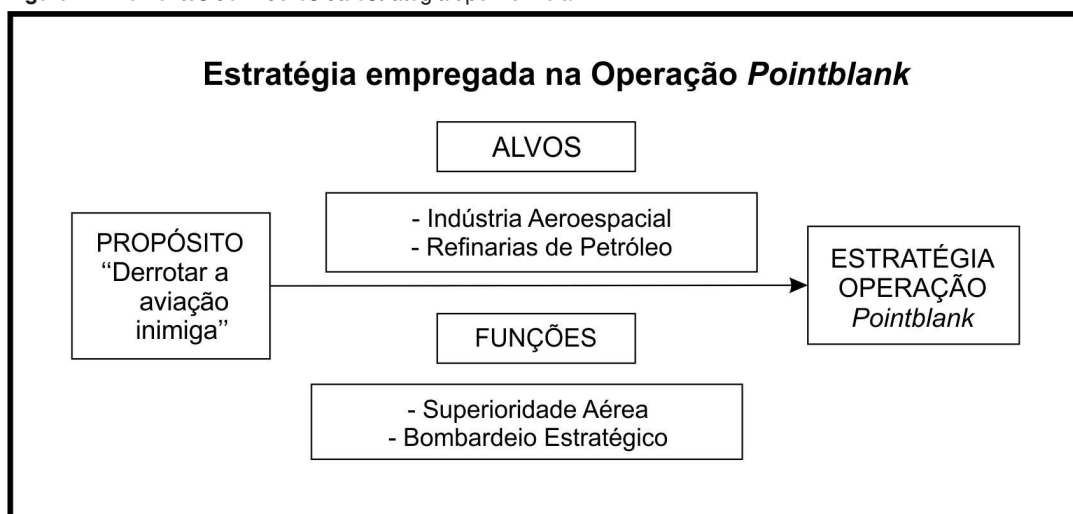 Estratégia empregada na Operação Pointblank
ALVOS
- Indústria Aeroespacial
- Refinarias de Petróleo
PROPÓSITO
“Derrotar a
aviação
inimiga”
ESTRATÉGIA
OPERAÇÃO
Pointblank
FUNÇÕES
- Superioridade Aérea
- Bombardeio Estratégico